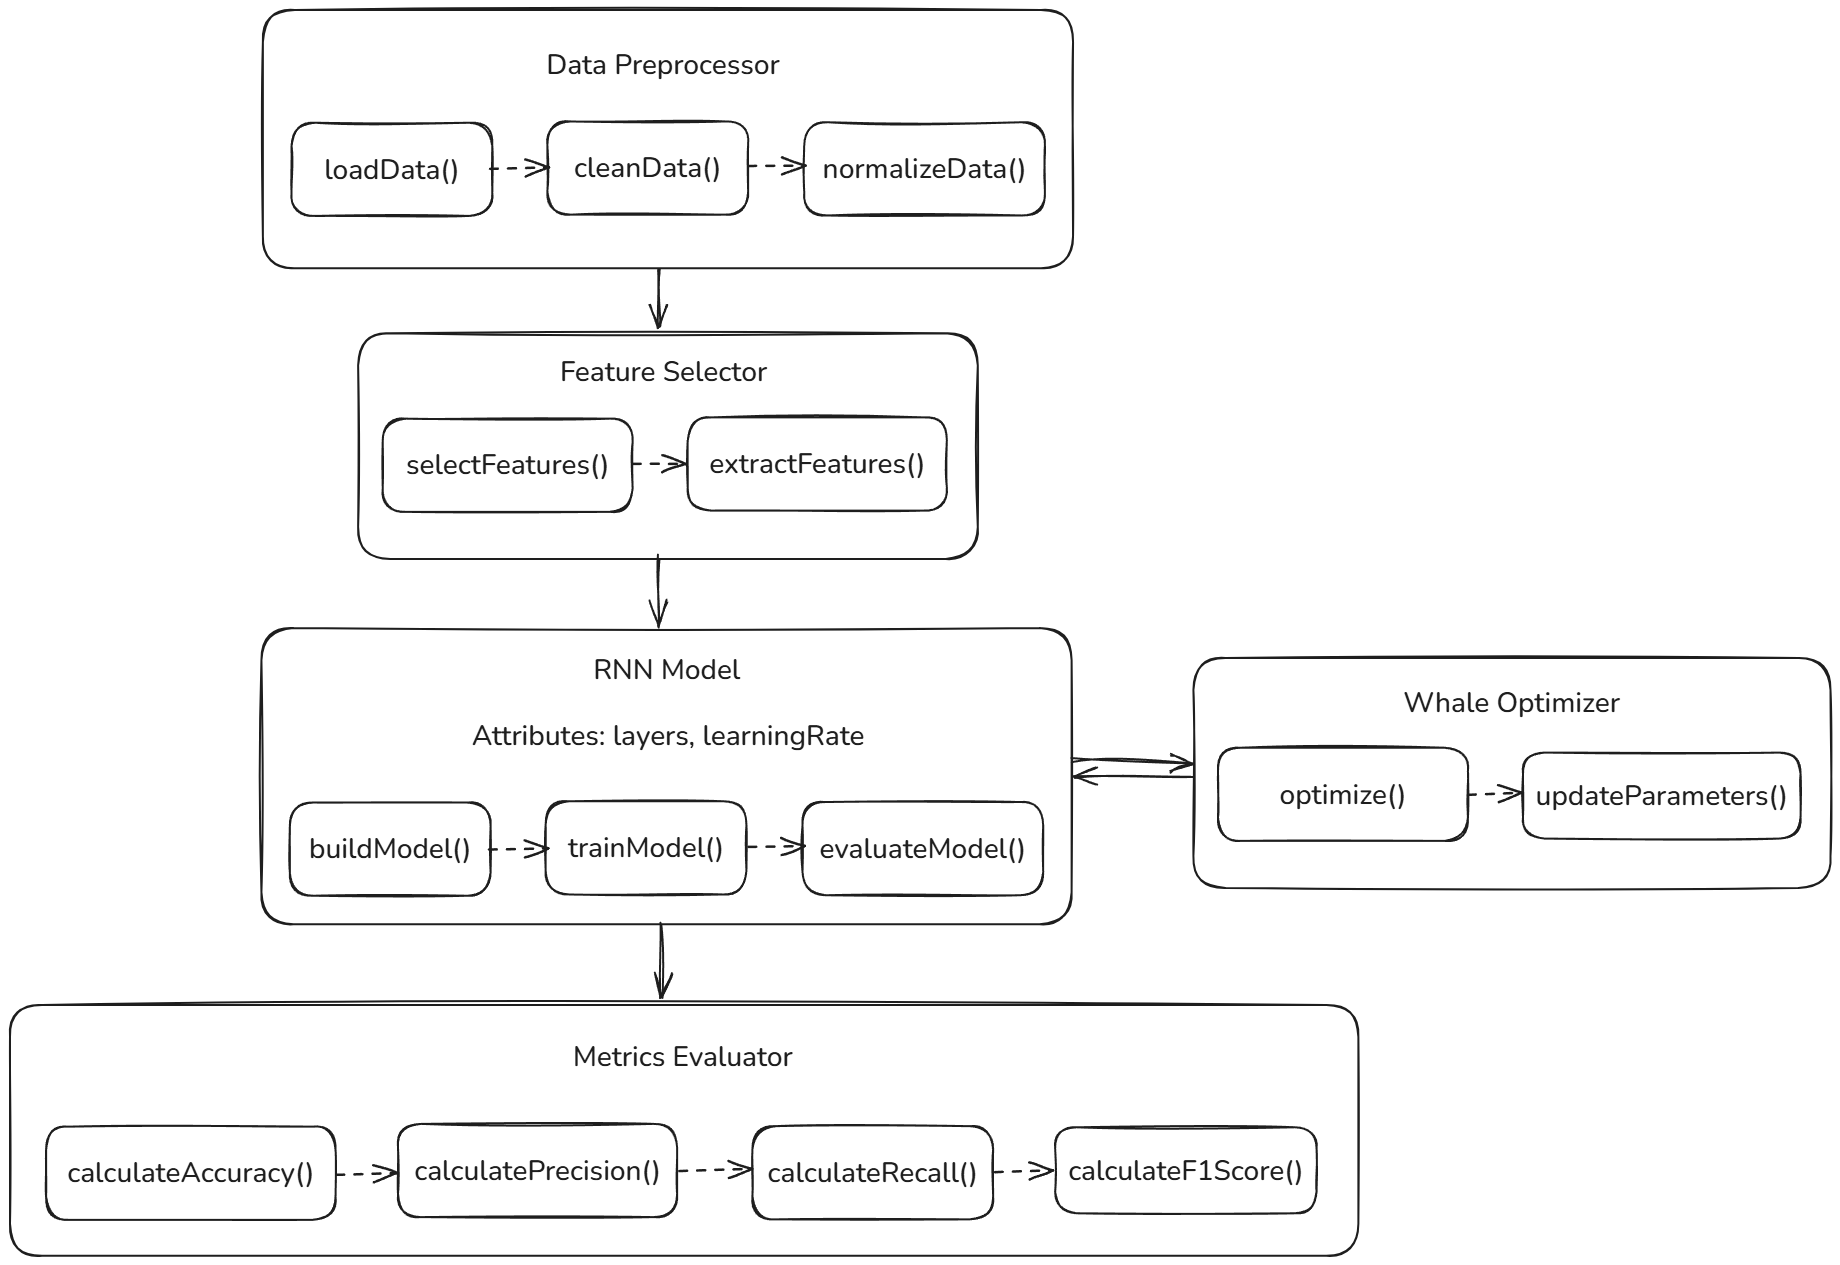 Data Preprocessor
loadData()
cleanData()
normalizeData()
Feature Selector
selectFeatures()
extractFeatures()
RNN Model
Attributes: layers, learningRate
buildModel()
trainModel()
evaluateModel()
Whale Optimizer
optimize()
updateParameters()
Metrics Evaluator
calculateAccuracy()
calculatePrecision()
calculateRecall()
calculateF1Score()